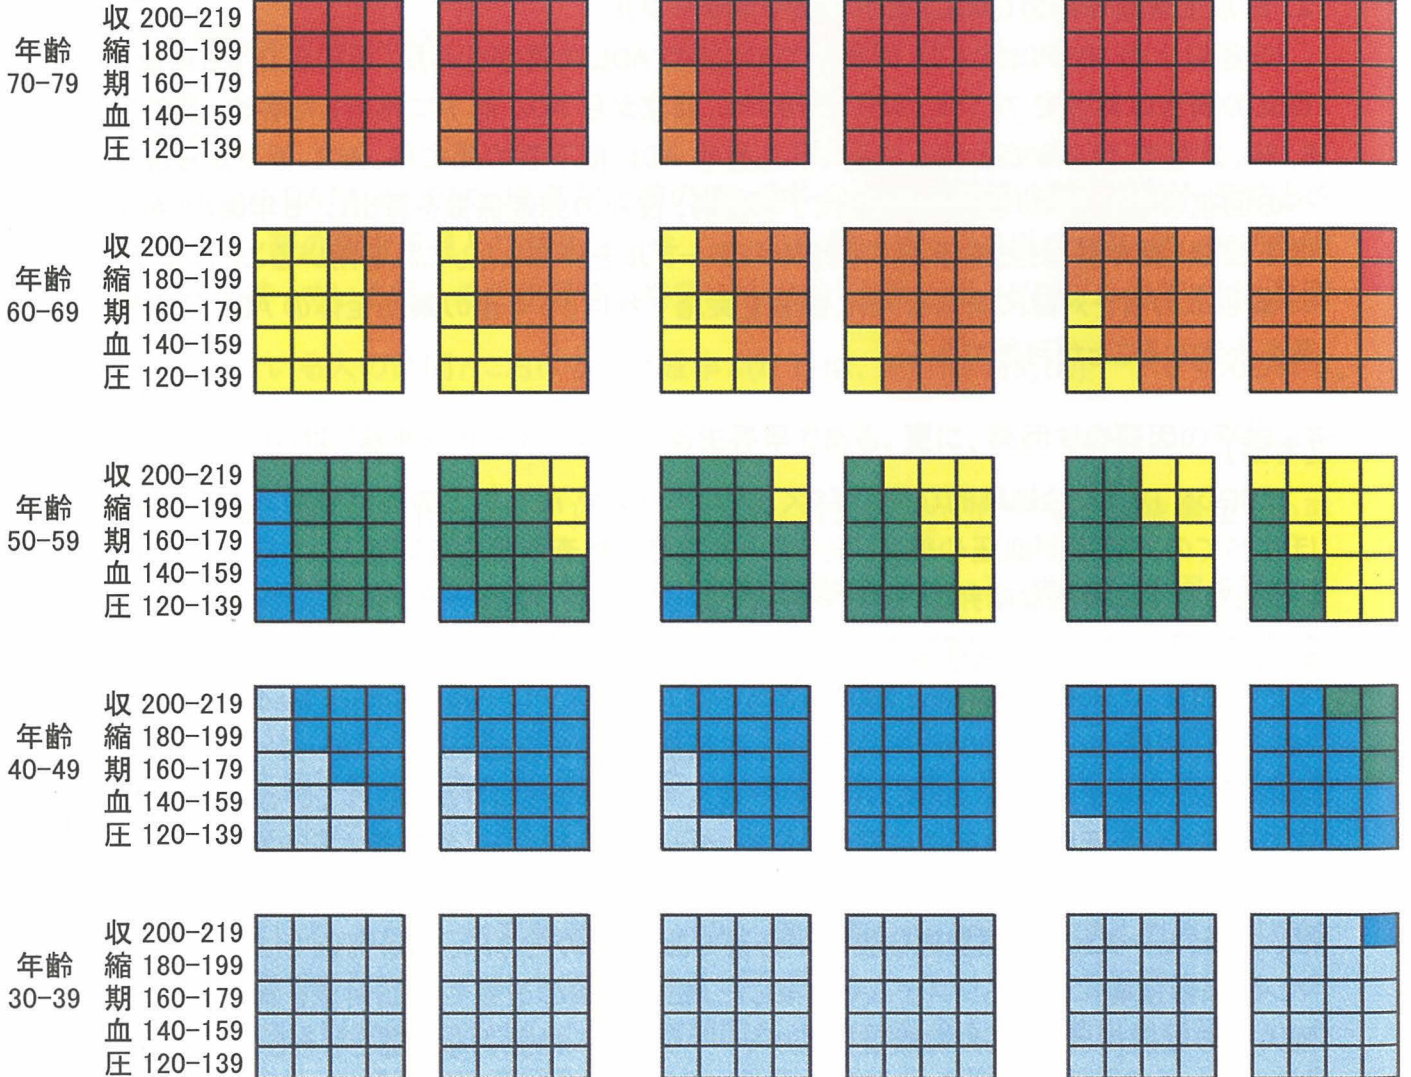 収 200-219
年齢 縮 180-199
70-79 期 160-179
血 140-159
圧 120-139
収 200-219
年齢 縮 180-199
60-69 期 160-179
血 140-159
圧 120-139
収 200-219
年齢 縮 180-199
50-59 期 160-179
血 140-159
圧 120-139
収 200-219
年齢 縮 180-199
40-49 期 160-179
血 140-159
圧 120-139
収 200-219
年齢 縮 180-199
30-39 期 160-179
血 140-159
圧 120-139